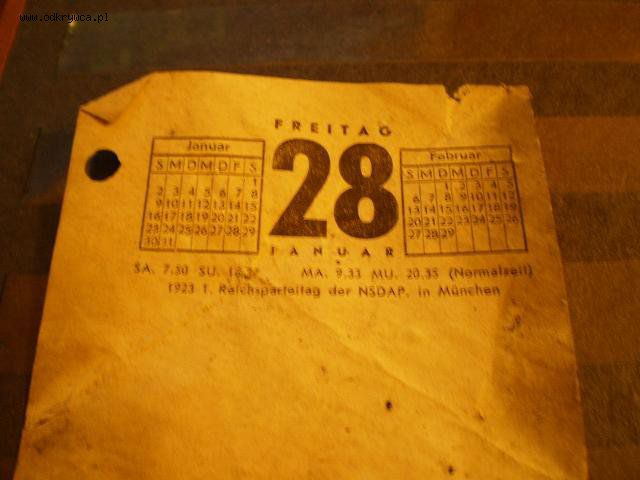 www.odkrywca.pl
FREITAG
28
JANUAR
Januar
S M D M D F S
1
2 3 4 5 6 7 8
9 10 11 12 13 14 15
16 17 18 19 20 21 22
23 24 25 26 27 28 29
30 31
Februar
S M D M D F S
1 2 3 4 5
6 7 8 9 10 11 12
13 14 15 16 17 18 19
20 21 22 23 24 25 26
27 28 29
SA. 7.50 SU. MA. 9.33 MU. 20.35 (Normalzeit)
1923 1. Reichsparteitag der NSDAP. in München